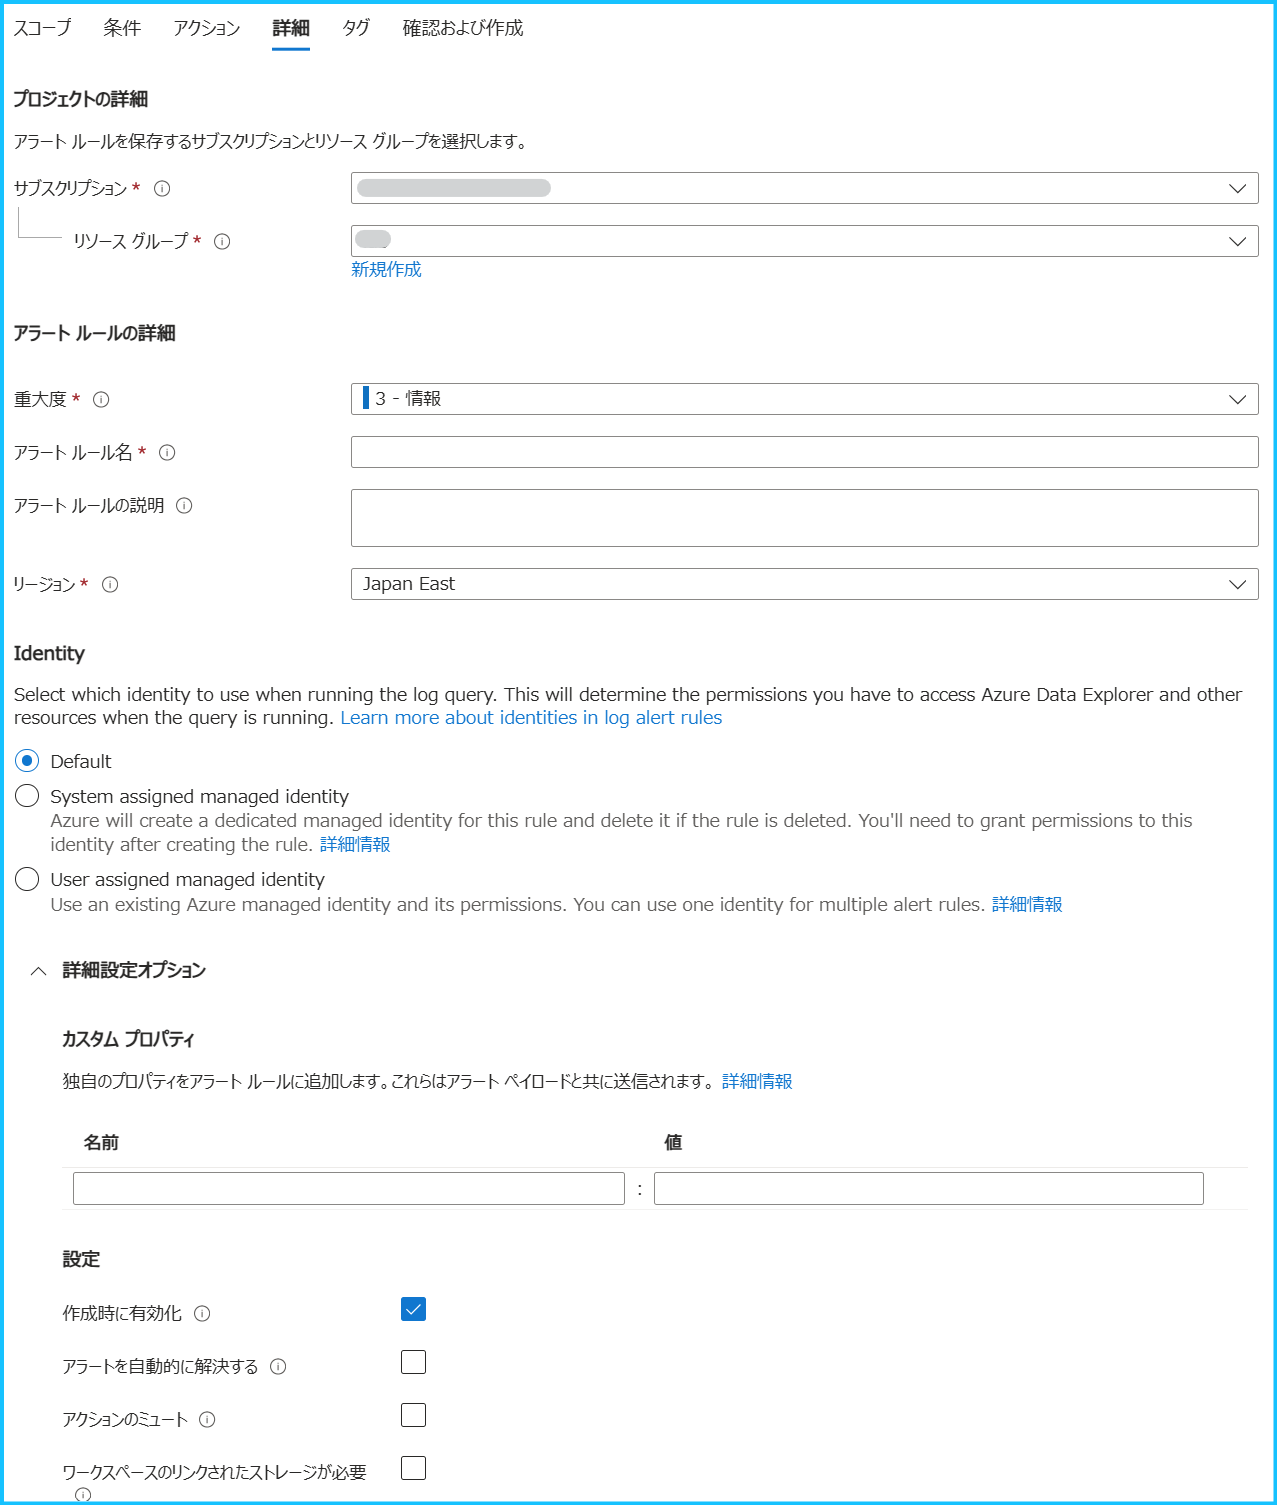 スコープ 条件 アクション 詳細 タグ 確認および作成
プロジェクトの詳細
アラート ルールを保存するサブスクリプションとリソース グループを選択します。
サブスクリプション *
リソース グループ *
新規作成
アラート ルールの詳細
重大度 * 3 - 情報
アラート ルール名 *
アラート ルールの説明
リージョン * Japan East
Identity
Select which identity to use when running the log query. This will determine the permissions you have to access Azure Data Explorer and other
resources when the query is running. Learn more about identities in log alert rules
Default
System assigned managed identity
Azure will create a dedicated managed identity for this rule and delete it if the rule is deleted. You'll need to grant permissions to this
identity after creating the rule. 詳細情報
User assigned managed identity
Use an existing Azure managed identity and its permissions. You can use one identity for multiple alert rules. 詳細情報
詳細設定オプション
カスタム プロパティ
独自のプロパティをアラート ルールに追加します。これらはアラート ペイロードと共に送信されます。 詳細情報
名前 値
:
設定
作成時に有効化
アラートを自動的に解決する
アクションのミュート
ワークスペースのリンクされたストレージが必要